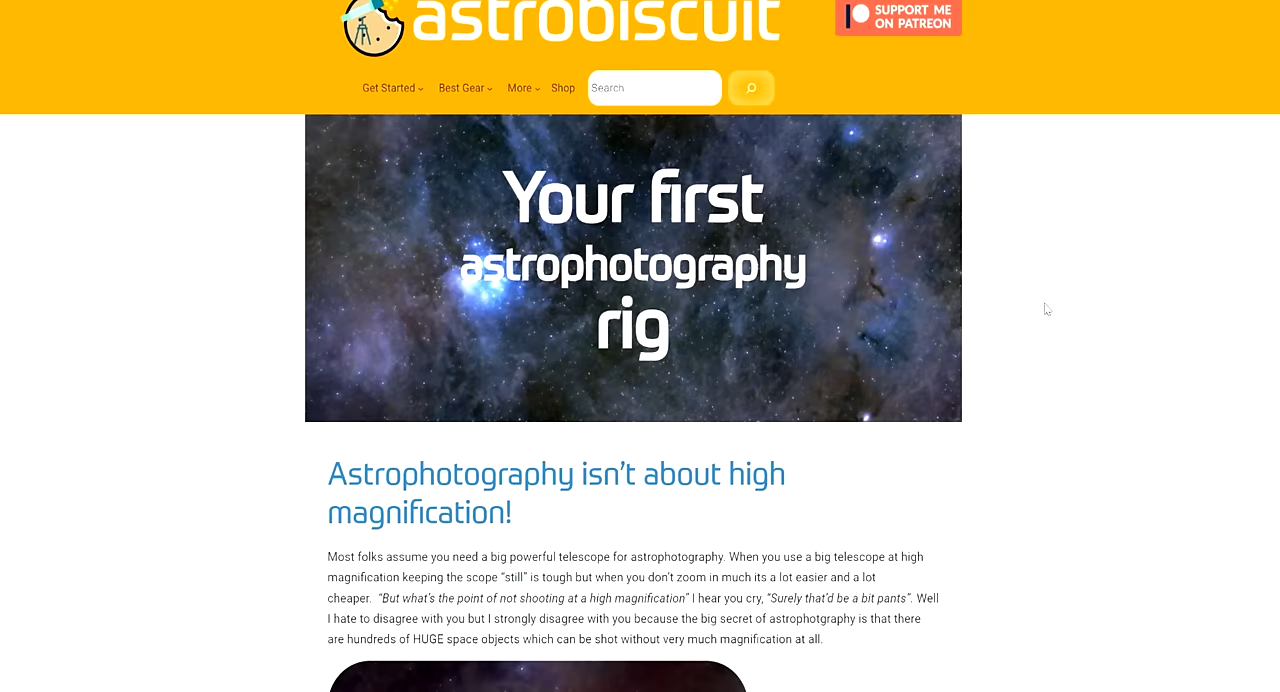 astrobiscuit
SUPPORT ME
ON PATREON
Get Started
Best Gear
More
Shop
Search
Your first
astrophotography
rig
Astrophotography isn’t about high
magnification!
Most folks assume you need a big powerful telescope for astrophotography. When you use a big telescope at high
magnification keeping the scope “still” is tough but when you don’t zoom in much its a lot easier and a lot
cheaper.  “But what’s the point of not shooting at a high magnification” I hear you cry, “Surely that’d be a bit pants”. Well
I hate to disagree with you but I strongly disagree with you because the big secret of astrophotgraphy is that there
are hundreds of HUGE space objects which can be shot without very much magnification at all.